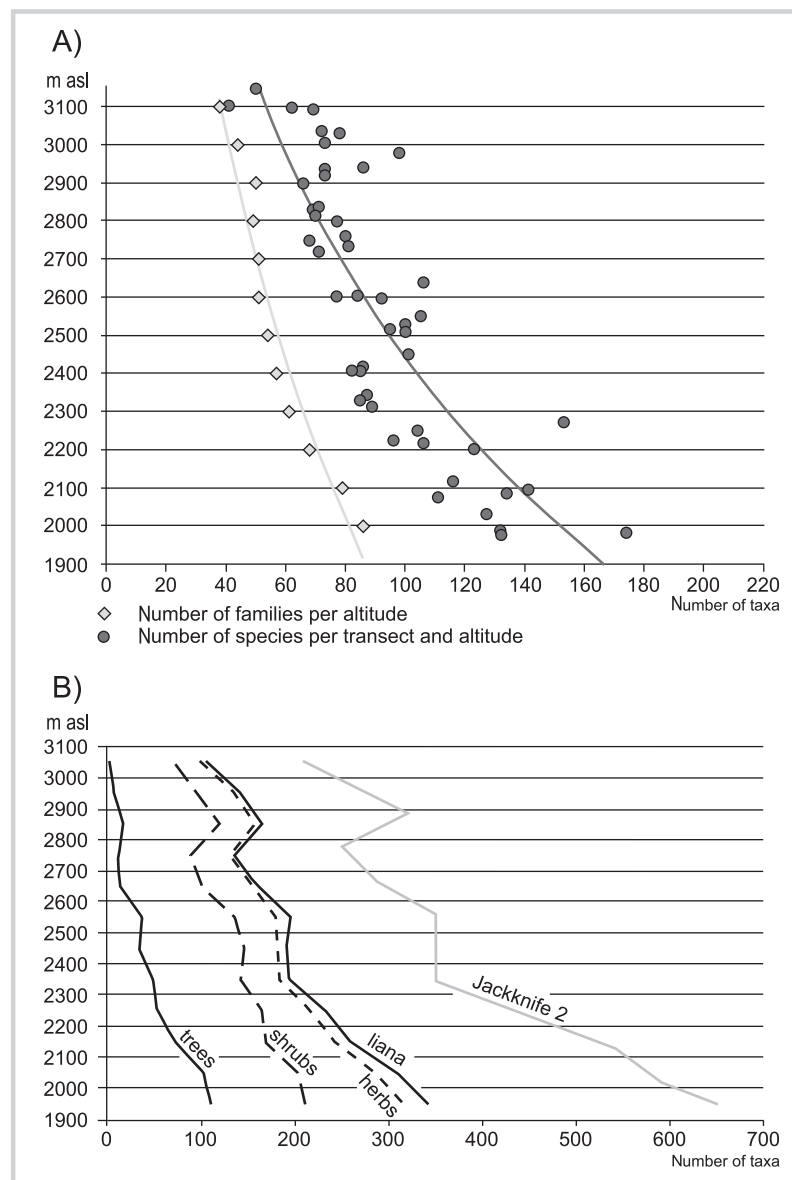 A)
m asl
3100
3000
2900
2800
2700
2600
2500
2400
2300
2200
2100
2000
1900
0 20 40 60 80 100 120 140 160 180 200 220
Number of taxa
Number of families per altitude
Number of species per transect and altitude
B)
m asl
3100
3000
2900
2800
2700
2600
2500
2400
2300
2200
2100
2000
1900
Jackknife 2
trees
shrubs
liana
herbs
0 100 200 300 400 500 600 700
Number of taxa